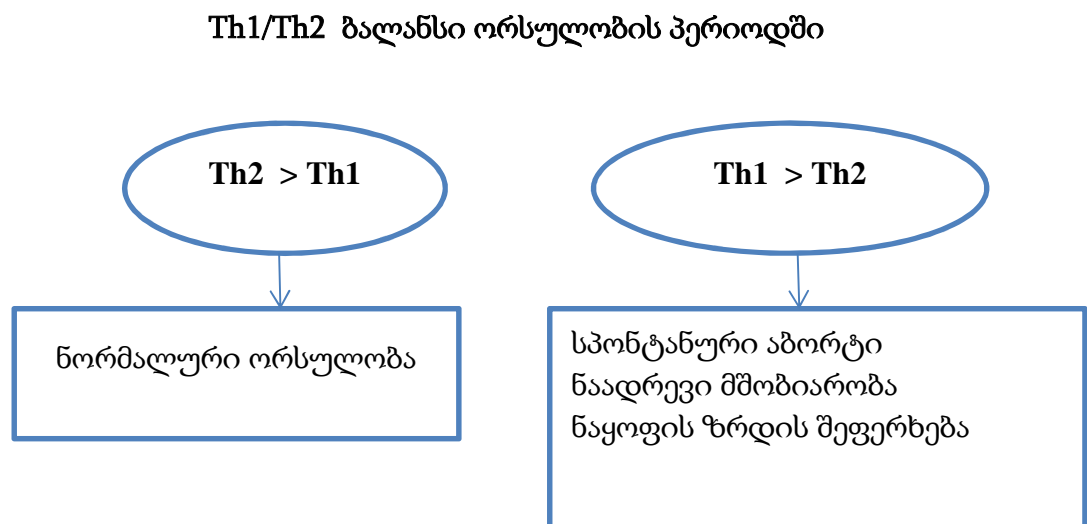 Th1/Th2 ბალანსი ორსულობის პერიოდში
Th2 > Th1
Th1 > Th2
ნორმალური ორსულობა
სპონტანური აბორტი
ნაადრევი მშობიარობა
ნაყოფის ზრდის შეფერხება